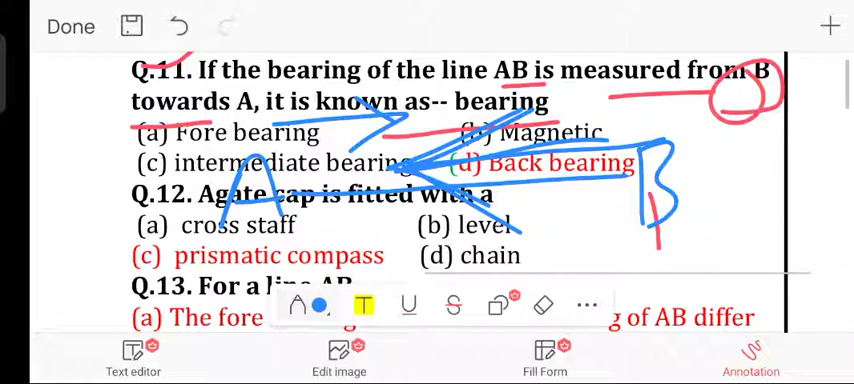 Done
Q.11. If the bearing of the line AB is measured from B
towards A, it is known as-- bearing
(a) Fore bearing (b) Magnetic
(c) intermediate bearing (d) Back bearing
A B
Q.12. Agate cap is fitted with a
(a) cross staff (b) level
(c) prismatic compass (d) chain
Q.13. For a line AB
(a) The fore g of AB differ
Text editor Edit image Fill Form Annotation